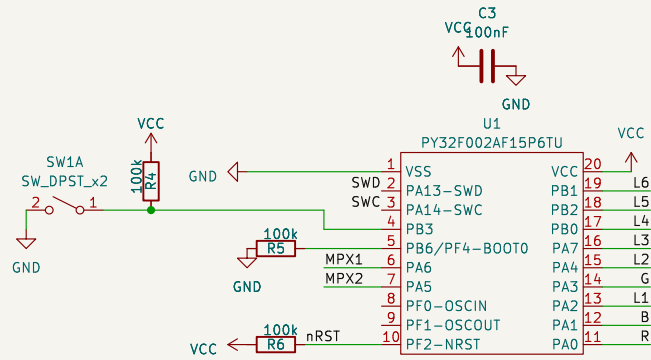 C3
VCC
100nF
GND
U1
PY32F002AF15P6TU
VCC
VCC
SW1A
SW_DPST_x2
100k
R4
GND
2
1
GND
1 VSS VCC 20
SWD 2 PA13-SWD PB1 19 L6
SWC 3 PA14-SWC PB2 18 L5
4 PB3 PB0 17 L4
100k
R5
GND
5 PB6/PF4-BOOT0 PA7 16 L3
MPX1 6 PA6 PA4 15 L2
MPX2 7 PA5 PA3 14 G
8 PF0-OSCIN PA2 13 L1
9 PF1-OSCOUT PA1 12 B
100k
VCC R6 nRST 10 PF2-NRST PA0 11 R